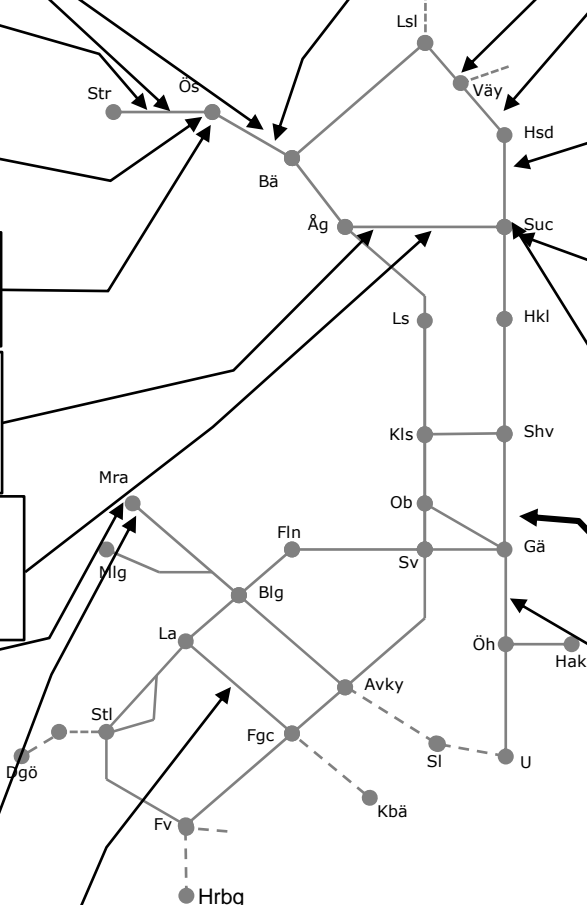 Lsl
Väy
Str
Ös
Hsd
Bä
Åg
Suc
Ls
Hkl
Kls
Shv
Mra
Ob
Fln
Mlg
Sv
Gä
Blg
La
Öh
Hak
Avky
Stl
Fgc
Sl
U
Dgö
Kbä
Fv
Hrbg